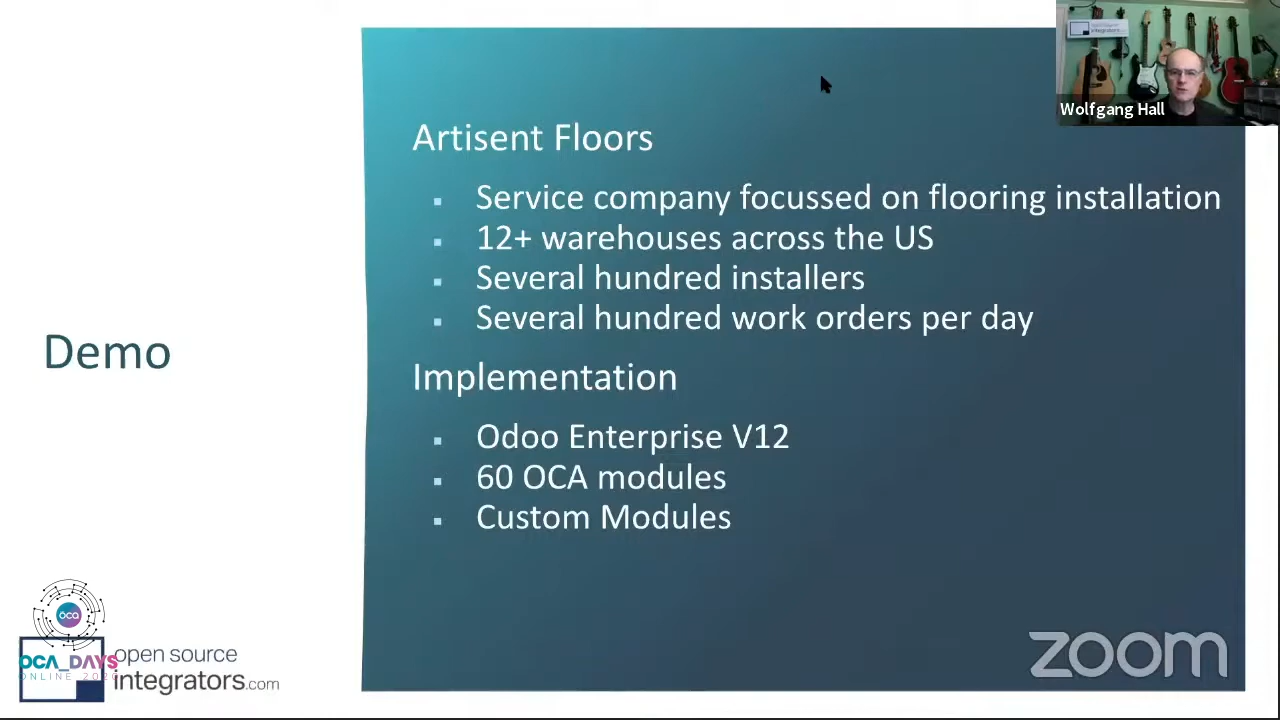 Wolfgang Hall
Artisent Floors
Service company focussed on flooring installation
12+ warehouses across the US
Several hundred installers
Several hundred work orders per day
Demo
Implementation
Odoo Enterprise V12
60 OCA modules
Custom Modules
oca
OCA_DAYS
open source
integrators.com
zoom